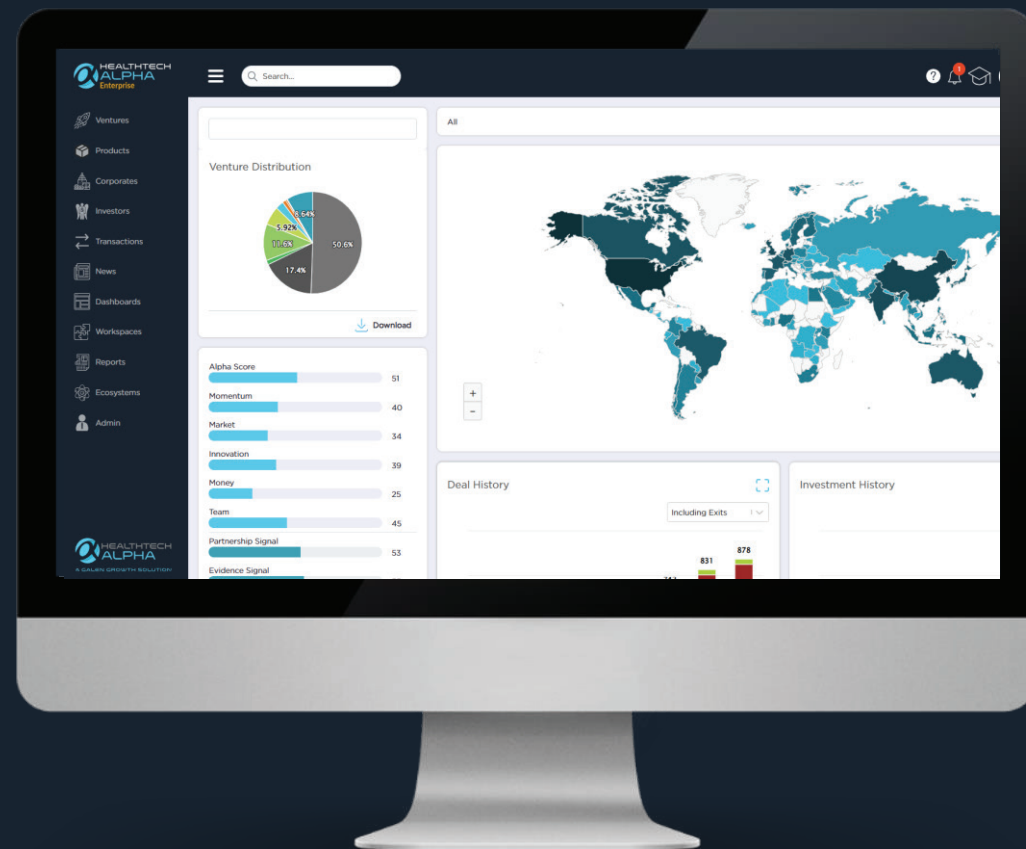 HEALTHTECH
ALPHA
Enterprise
Search...
?
1
Ventures
Products
Corporates
Investors
Transactions
News
Dashboards
Workspaces
Reports
Ecosystems
Admin
HEALTHTECH
ALPHA
A GALEN GROWTH SOLUTION
Venture Distribution
8.64%
5.92%
11.6%
50.6%
17.4%
Download
Alpha Score
51
Momentum
40
Market
34
Innovation
39
Money
25
Team
45
Partnership Signal
53
Evidence Signal
All
+
−
Deal History
Including Exits
831
878
Investment History